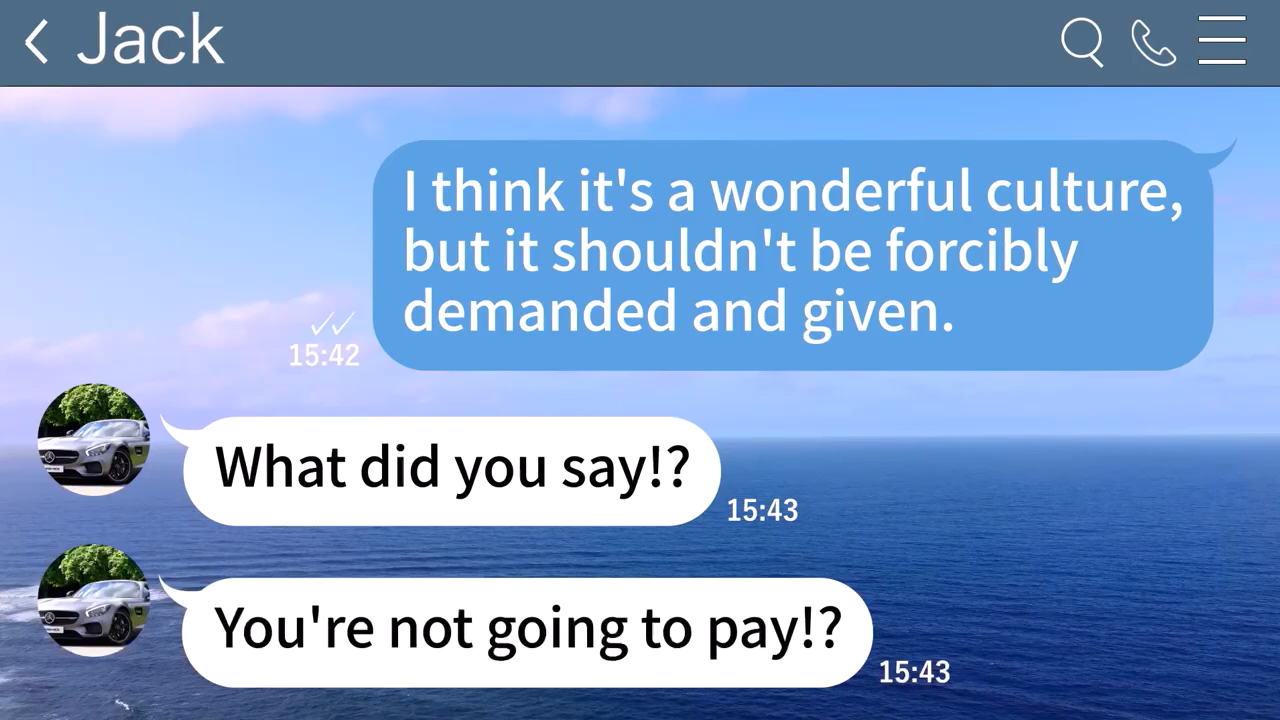 Jack
I think it's a wonderful culture,
but it shouldn't be forcibly
demanded and given.
15:42
What did you say!?
15:43
You're not going to pay!?
15:43